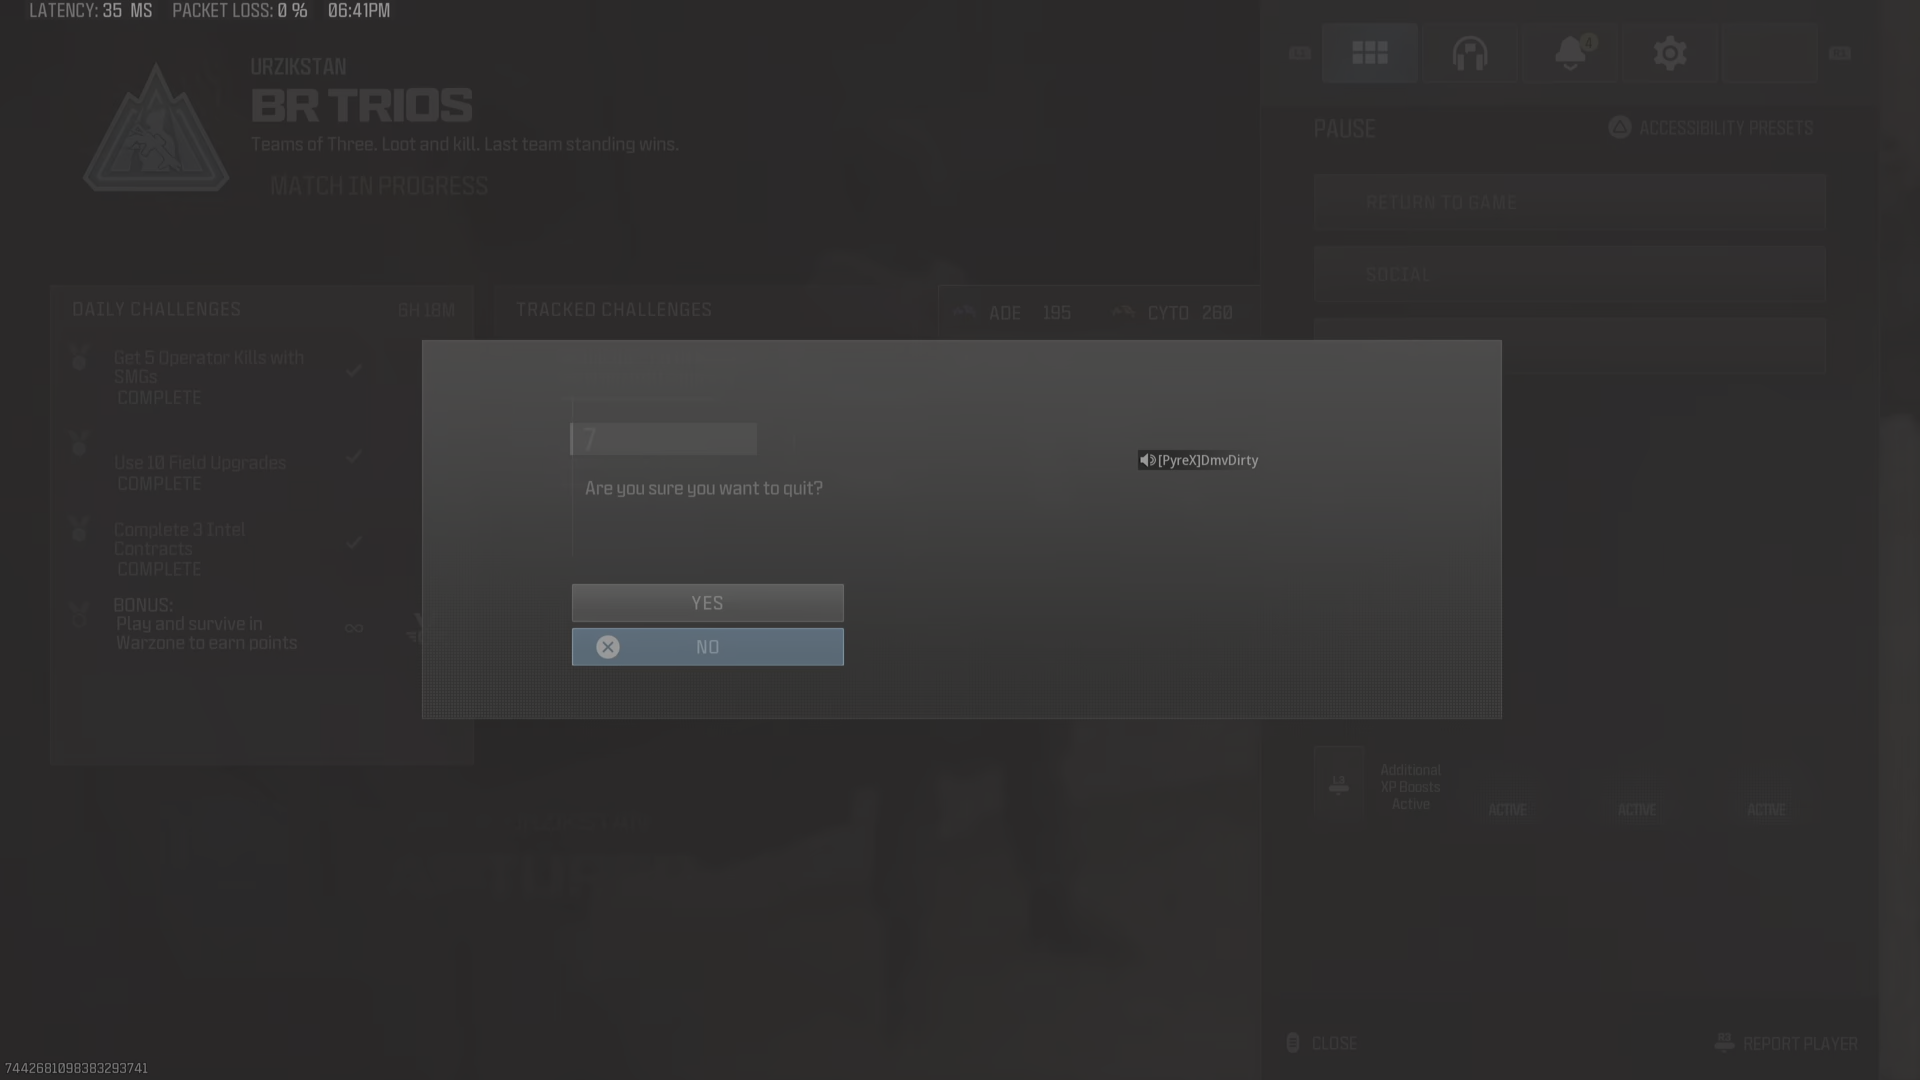 LATENCY: 35 MS PACKET LOSS: 0 % 06:41PM
URZIKSTAN
BR TRIOS
Teams of Three. Loot and kill. Last team standing wins.
MATCH IN PROGRESS
4
PAUSE
ACCESSIBILITY PRESETS
RETURN TO GAME
SOCIAL
DAILY CHALLENGES 6H 18M
TRACKED CHALLENGES
ADE 195 CYTO 260
Get 5 Operator Kills with
SMGs
COMPLETE
Use 10 Field Upgrades
COMPLETE
Complete 3 Intel
Contracts
COMPLETE
BONUS:
Play and survive in
Warzone to earn points
7
Are you sure you want to quit?
YES
NO
[PyreX]DmvDirty
L3
Additional
XP Boosts
Active
ACTIVE
ACTIVE
ACTIVE
CLOSE
R3 REPORT PLAYER
7442681098383293741